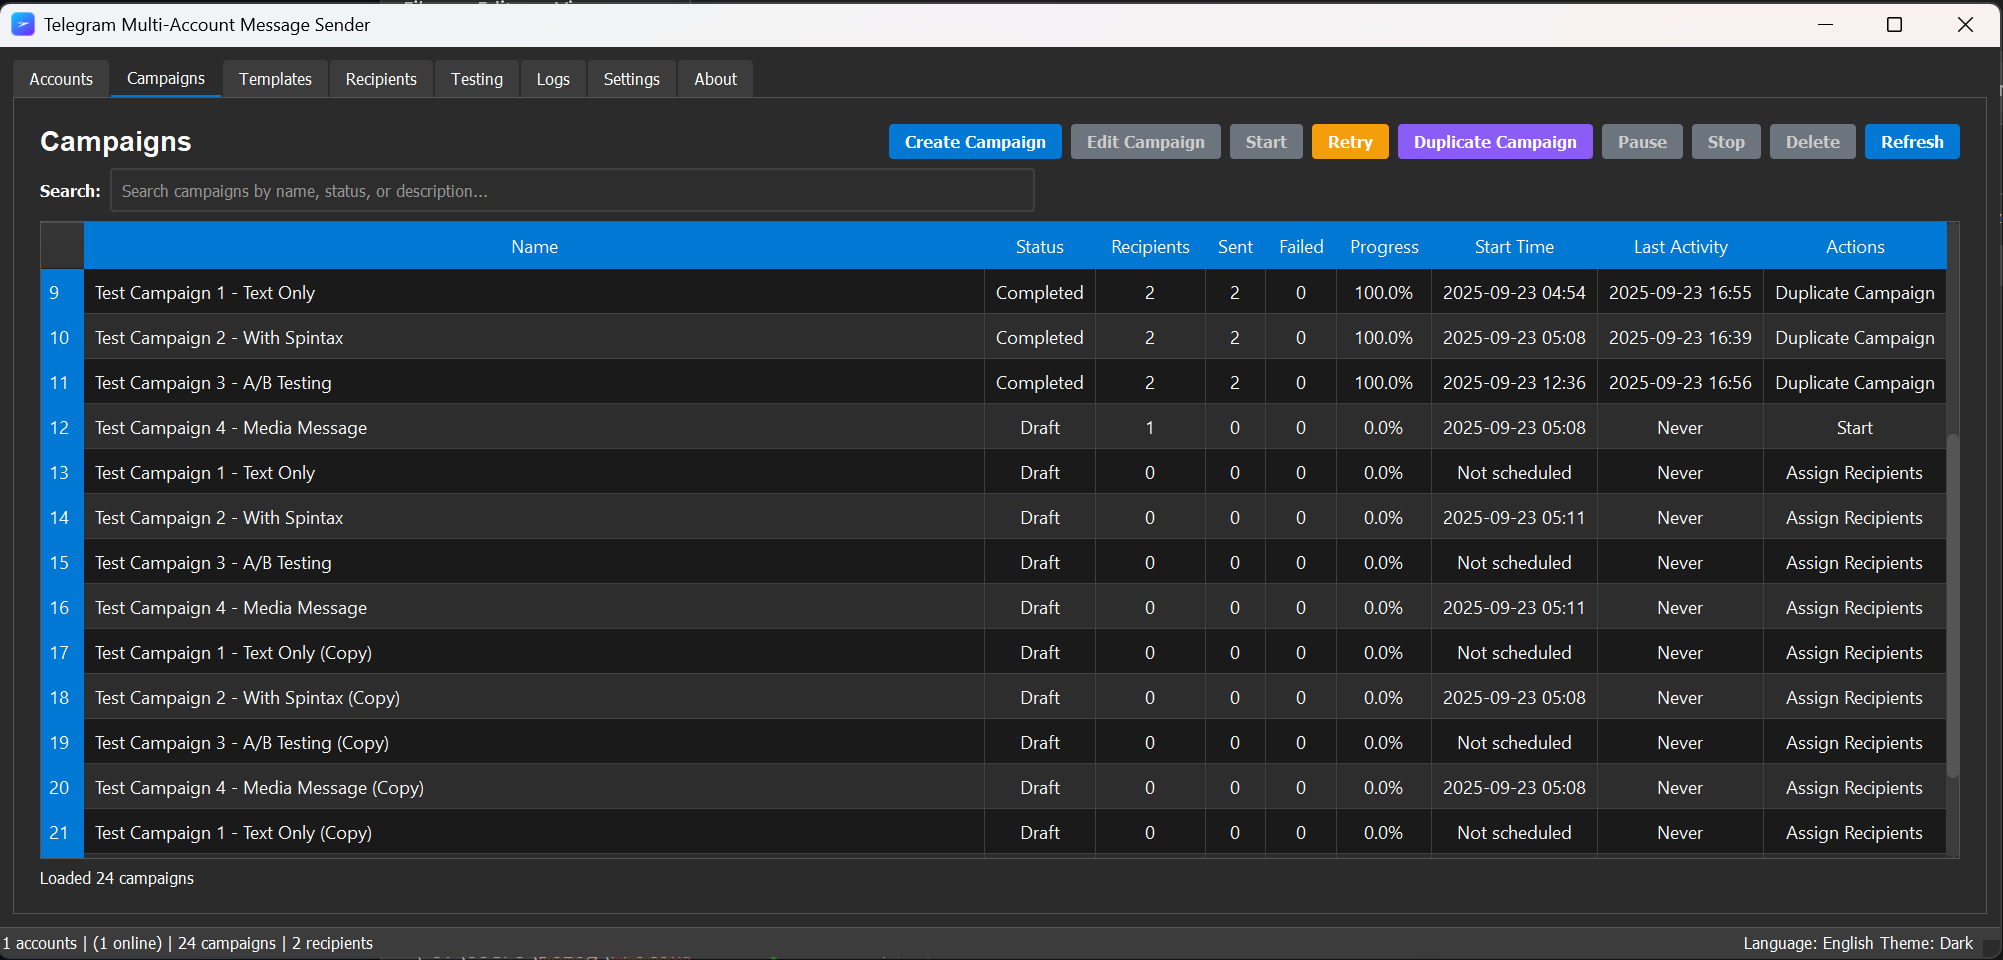 Telegram Multi-Account Message Sender
Accounts Campaigns Templates Recipients Testing Logs Settings About
Campaigns
Create Campaign Edit Campaign Start Retry Duplicate Campaign Pause Stop Delete Refresh
Search: Search campaigns by name, status, or description...
Name Status Recipients Sent Failed Progress Start Time Last Activity Actions
9 Test Campaign 1 - Text Only Completed 2 2 0 100.0% 2025-09-23 04:54 2025-09-23 16:55 Duplicate Campaign
10 Test Campaign 2 - With Spintax Completed 2 2 0 100.0% 2025-09-23 05:08 2025-09-23 16:39 Duplicate Campaign
11 Test Campaign 3 - A/B Testing Completed 2 2 0 100.0% 2025-09-23 12:36 2025-09-23 16:56 Duplicate Campaign
12 Test Campaign 4 - Media Message Draft 1 0 0 0.0% 2025-09-23 05:08 Never Start
13 Test Campaign 1 - Text Only Draft 0 0 0 0.0% Not scheduled Never Assign Recipients
14 Test Campaign 2 - With Spintax Draft 0 0 0 0.0% 2025-09-23 05:11 Never Assign Recipients
15 Test Campaign 3 - A/B Testing Draft 0 0 0 0.0% Not scheduled Never Assign Recipients
16 Test Campaign 4 - Media Message Draft 0 0 0 0.0% 2025-09-23 05:11 Never Assign Recipients
17 Test Campaign 1 - Text Only (Copy) Draft 0 0 0 0.0% Not scheduled Never Assign Recipients
18 Test Campaign 2 - With Spintax (Copy) Draft 0 0 0 0.0% 2025-09-23 05:08 Never Assign Recipients
19 Test Campaign 3 - A/B Testing (Copy) Draft 0 0 0 0.0% Not scheduled Never Assign Recipients
20 Test Campaign 4 - Media Message (Copy) Draft 0 0 0 0.0% 2025-09-23 05:08 Never Assign Recipients
21 Test Campaign 1 - Text Only (Copy) Draft 0 0 0 0.0% Not scheduled Never Assign Recipients
Loaded 24 campaigns
1 accounts | (1 online) | 24 campaigns | 2 recipients Language: English Theme: Dark